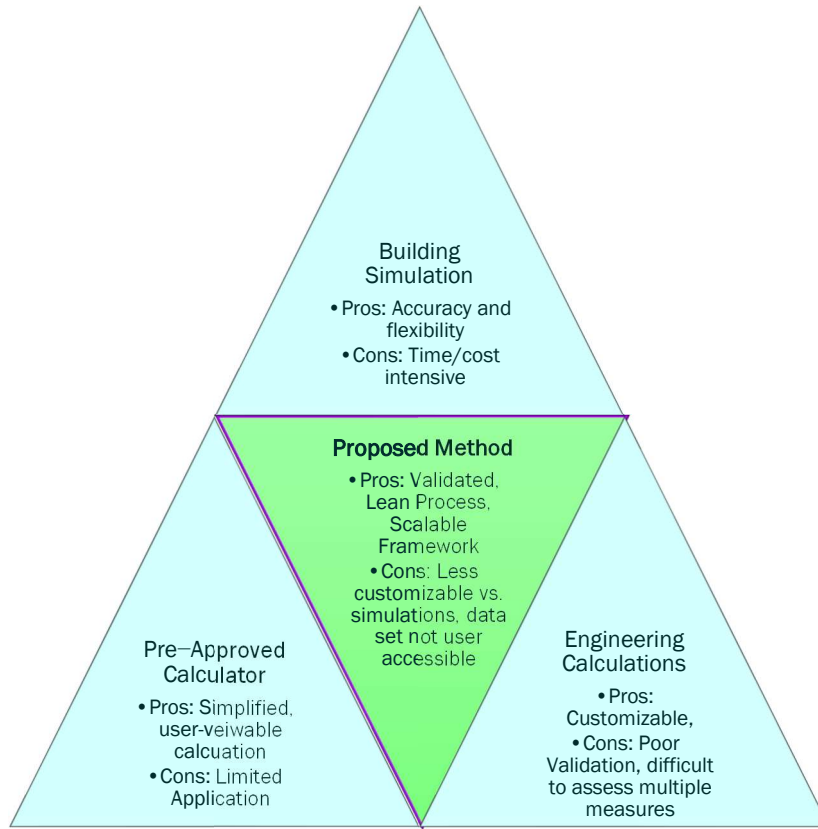 Building
Simulation
•Pros: Accuracy and
flexibility
•Cons: Time/cost
intensive
Proposed Method
•Pros: Validated,
Lean Process,
Scalable
Framework
•Cons: Less
customizable vs.
simulations, data
set not user
accessible
Pre-Approved
Calculator
•Pros: Simplified,
user-veiwable
calcuation
•Cons: Limited
Application
Engineering
Calculations
•Pros:
Customizable,
•Cons: Poor
Validation, difficult
to assess multiple
measures